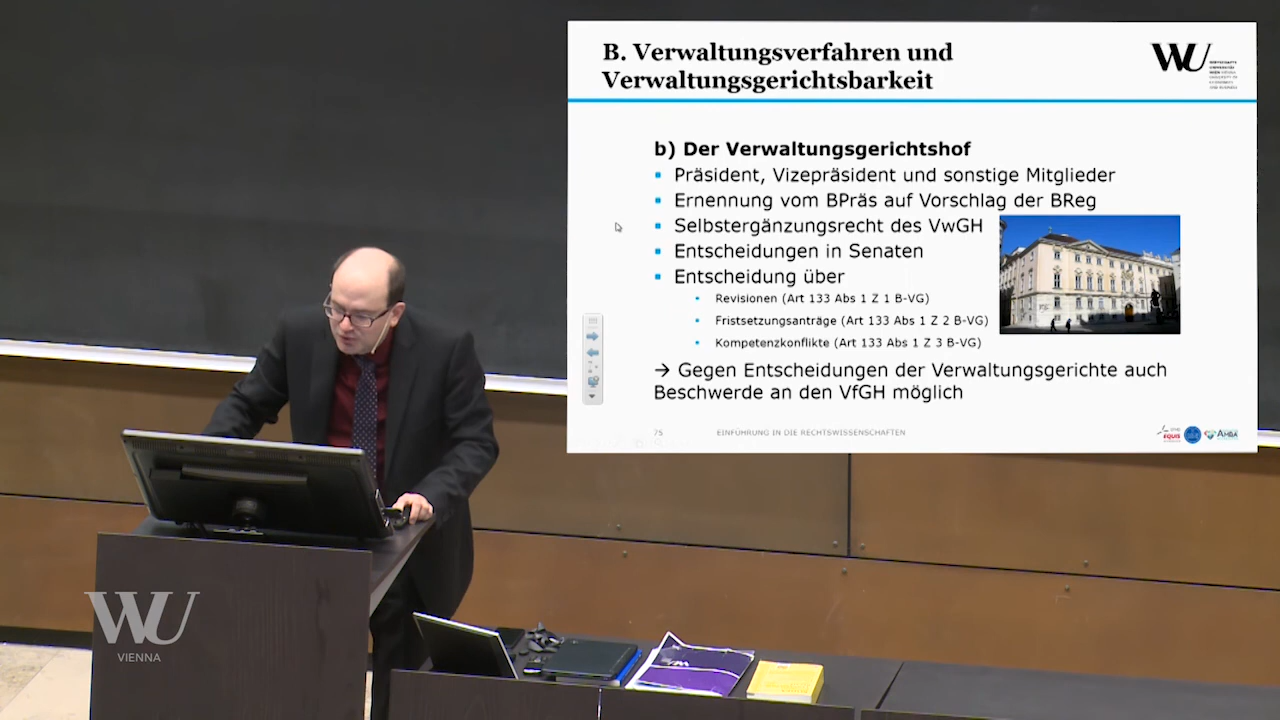 B. Verwaltungsverfahren und
Verwaltungsgerichtsbarkeit
WU
b) Der Verwaltungsgerichtshof
Präsident, Vizepräsident und sonstige Mitglieder
Ernennung vom BPräs auf Vorschlag der BReg
Selbstergänzungsrecht des VwGH
Entscheidungen in Senaten
Entscheidung über
Revisionen (Art 133 Abs 1 Z 1 B-VG)
Fristsetzungsanträge (Art 133 Abs 1 Z 2 B-VG)
Kompetenzkonflikte (Art 133 Abs 1 Z 3 B-VG)
→ Gegen Entscheidungen der Verwaltungsgerichte auch
Beschwerde an den VfGH möglich
75 EINFÜHRUNG IN DIE RECHTSWISSENSCHAFTEN
EQUIS
AMBA
WU
VIENNA